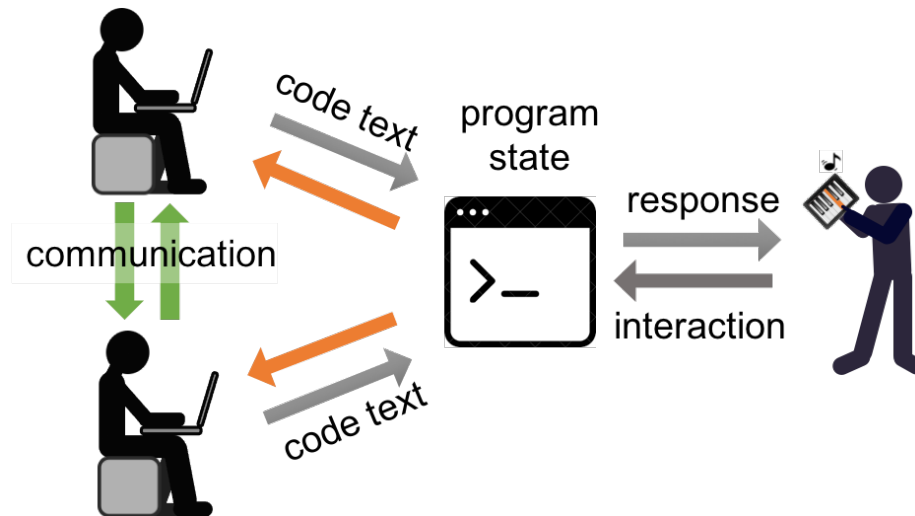 code text
program
state
response
communication
interaction
code text